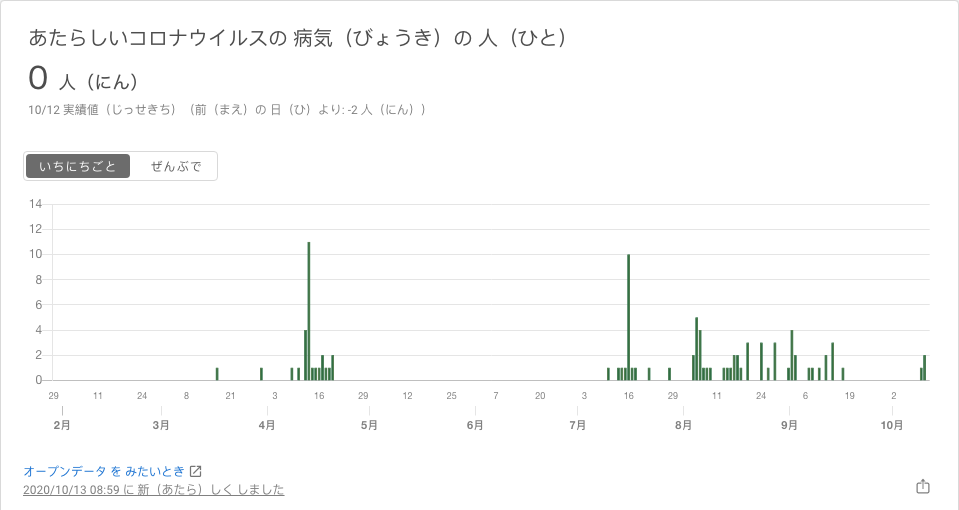 あたらしいコロナウイルスの 病気（びょうき）の 人（ひと）
0 人（にん）
10/12 実績値（じっせきち）（前（まえ）の 日（ひ）より: -2 人（にん））
いちにちごと ぜんぶで
14
12
10
8
6
4
2
0
29 11 24 8 21 3 16 29 12 25 7 20 3 16 29 11 24 6 19 2
2月 3月 4月 5月 6月 7月 8月 9月 10月
オープンデータ を みたいとき
2020/10/13 08:59 に 新（あたら）しく しました